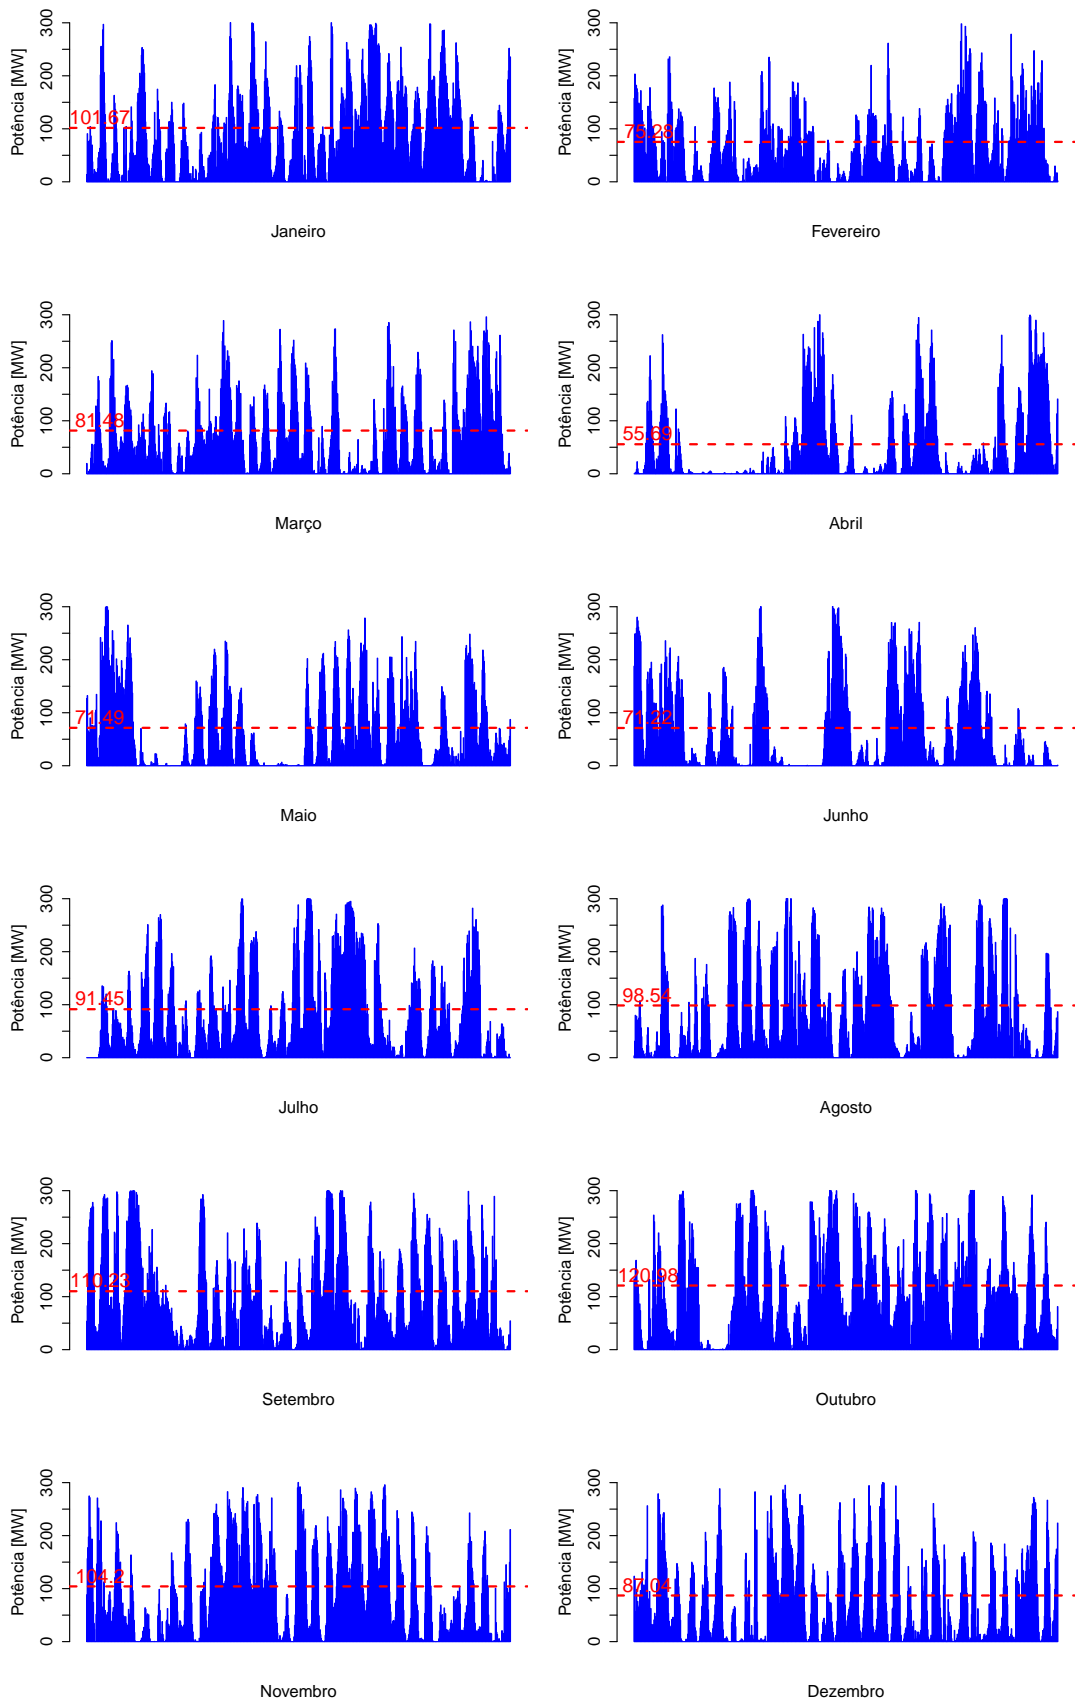 Potência [MW]
0 100 200 300
101.67
Janeiro
Potência [MW]
0 100 200 300
75.28
Fevereiro
Potência [MW]
0 100 200 300
81.48
Março
Potência [MW]
0 100 200 300
55.69
Abril
Potência [MW]
0 100 200 300
71.49
Maio
Potência [MW]
0 100 200 300
71.22
Junho
Potência [MW]
0 100 200 300
91.45
Julho
Potência [MW]
0 100 200 300
98.54
Agosto
Potência [MW]
0 100 200 300
110.23
Setembro
Potência [MW]
0 100 200 300
120.98
Outubro
Potência [MW]
0 100 200 300
104.2
Novembro
Potência [MW]
0 100 200 300
87.04
Dezembro